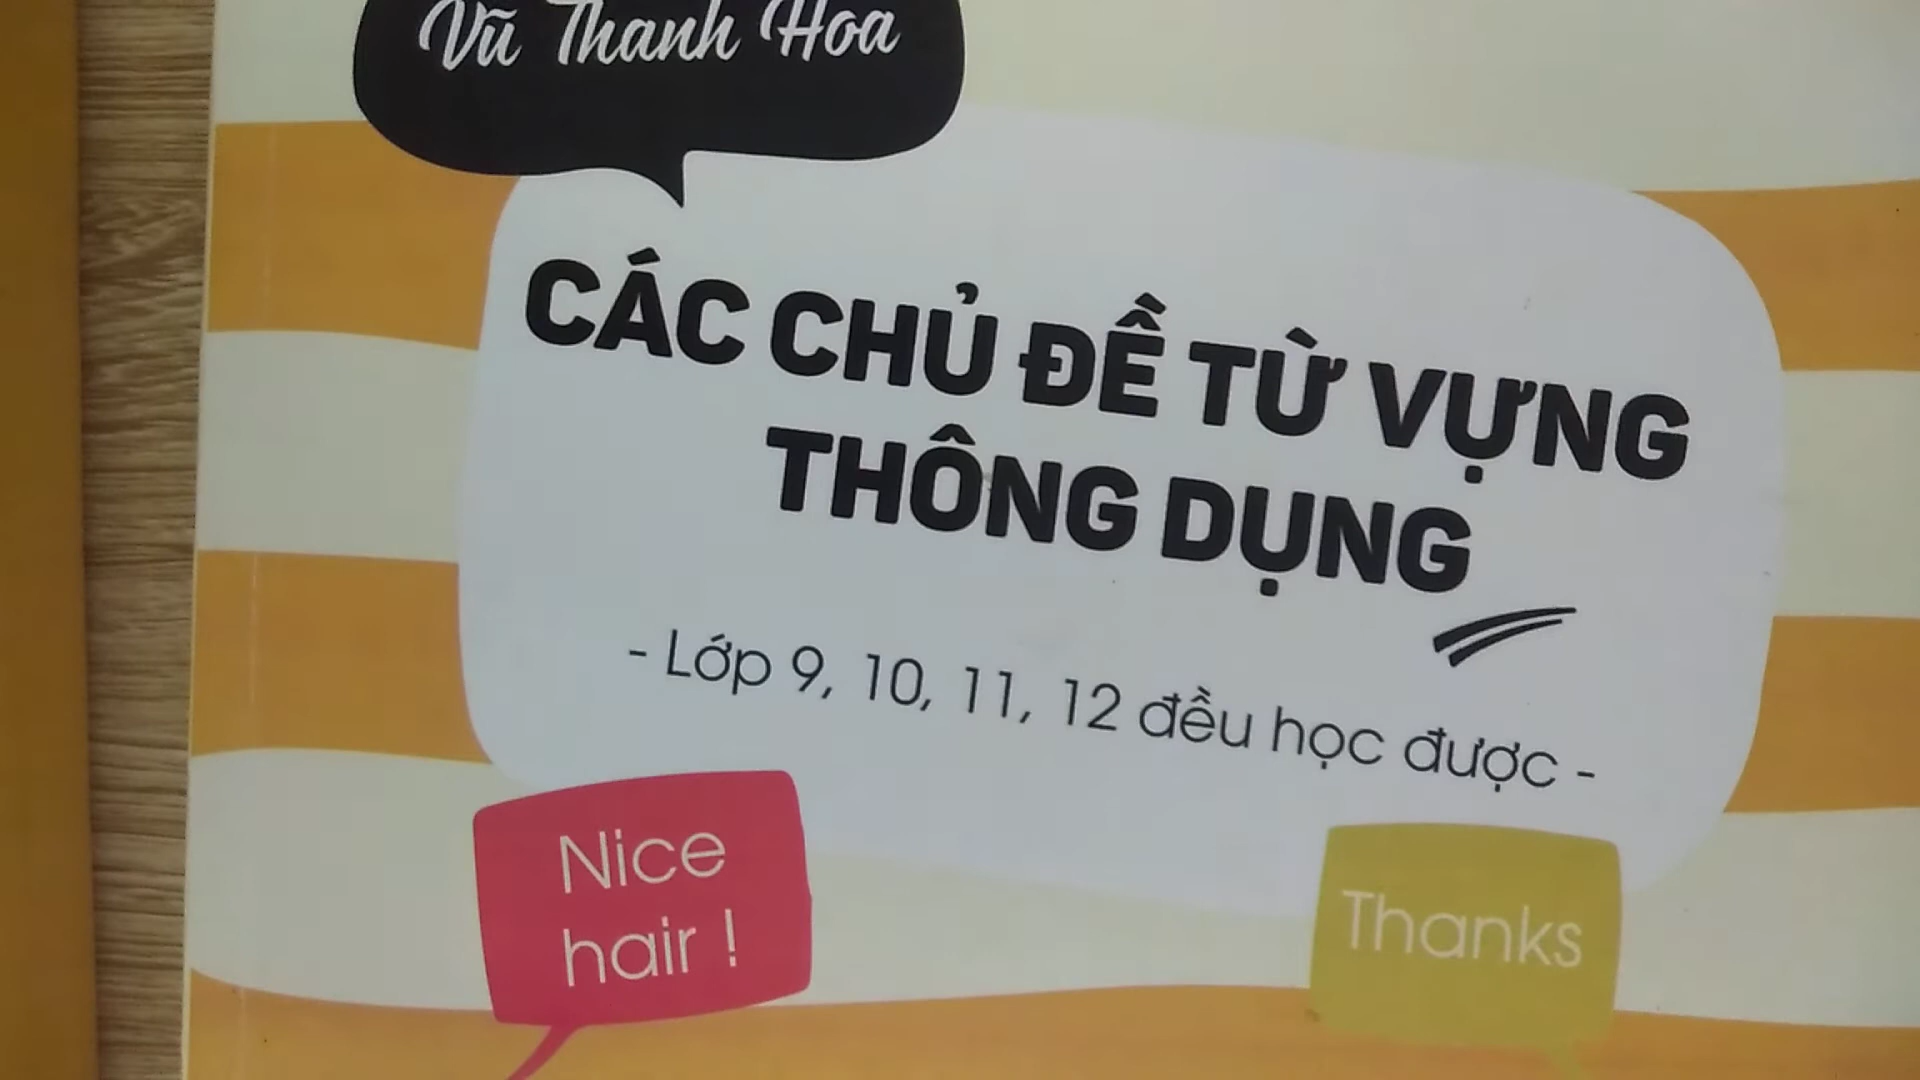 Vũ Thanh Hoa
CÁC CHỦ ĐỀ TỪ VỰNG
THÔNG DỤNG
- Lớp 9, 10, 11, 12 đều học được -
Nice
hair !
Thanks